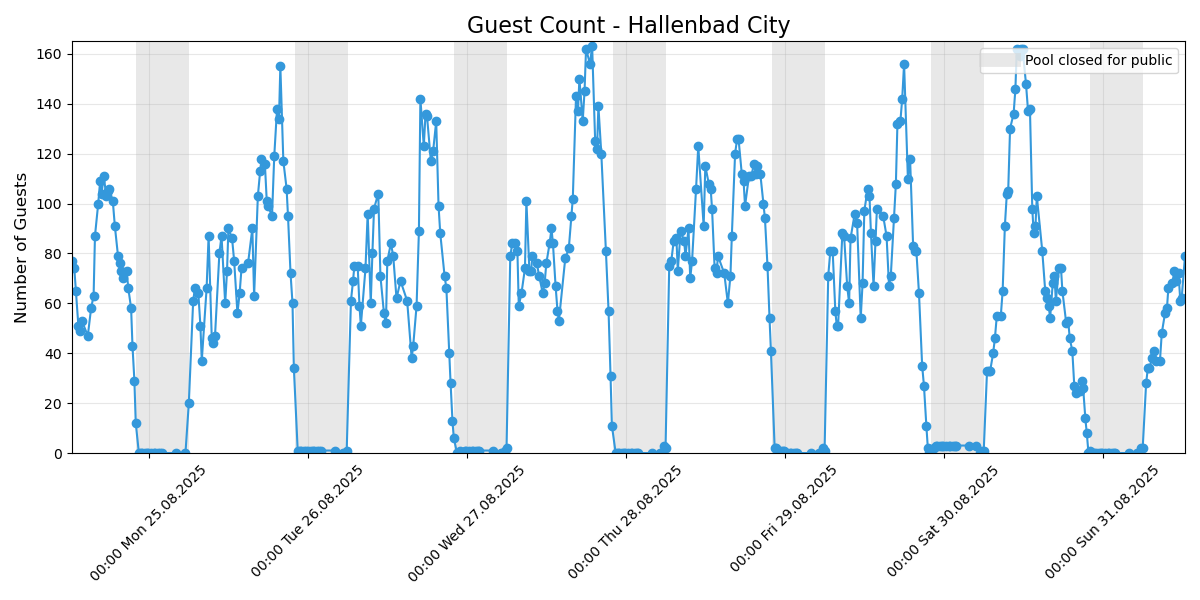 Guest Count - Hallenbad City
Pool closed for public
Number of Guests
160
140
120
100
80
60
40
20
0
00:00 Mon 25.08.2025
00:00 Tue 26.08.2025
00:00 Wed 27.08.2025
00:00 Thu 28.08.2025
00:00 Fri 29.08.2025
00:00 Sat 30.08.2025
00:00 Sun 31.08.2025